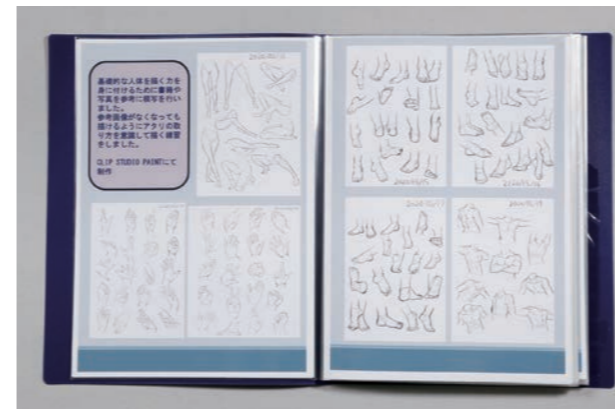 基礎的な人体を描く力を
身に付けるために書籍や
写真を参考に模写を行い
ました。
参考画像がなくなっても
描けるようにアタリの取
り方を意識して描く練習
をしました。
CLIP STUDIO PAINTにて
制作